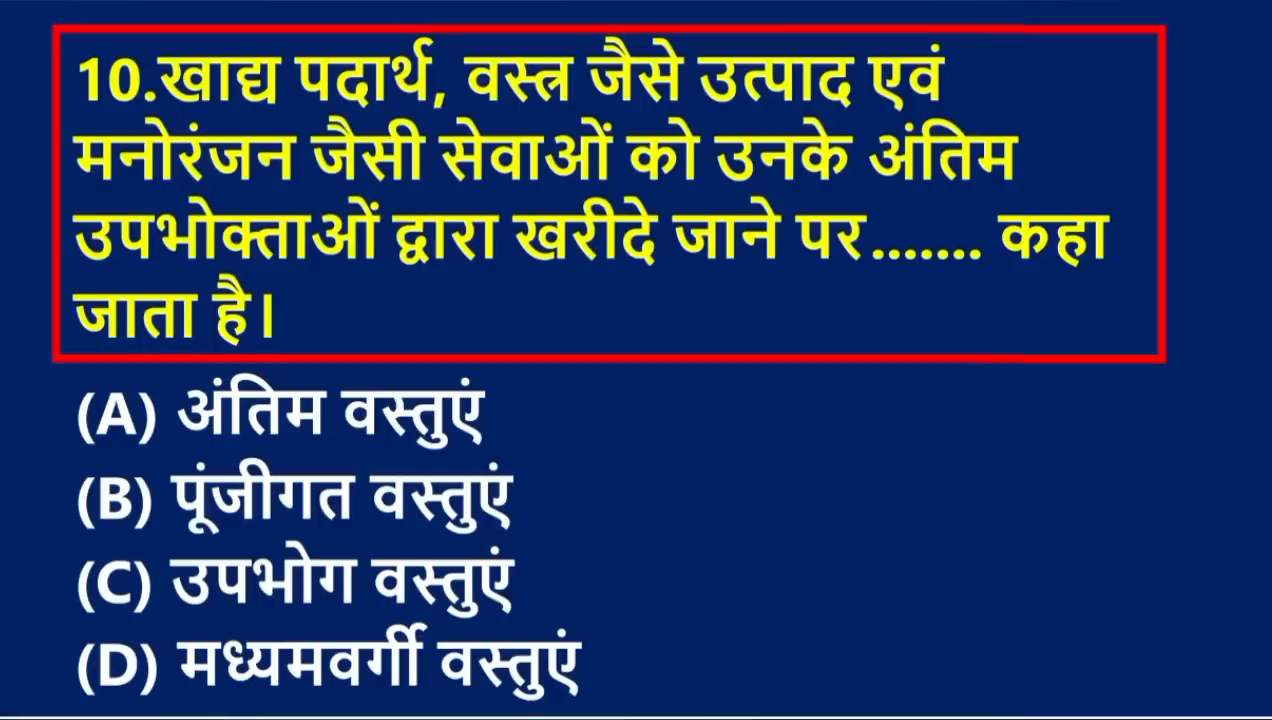 10.खाद्य पदार्थ, वस्त्र जैसे उत्पाद एवं
मनोरंजन जैसी सेवाओं को उनके अंतिम
उपभोक्ताओं द्वारा खरीदे जाने पर....... कहा
जाता है।
(A) अंतिम वस्तुएं
(B) पूंजीगत वस्तुएं
(C) उपभोग वस्तुएं
(D) मध्यमवर्गी वस्तुएं